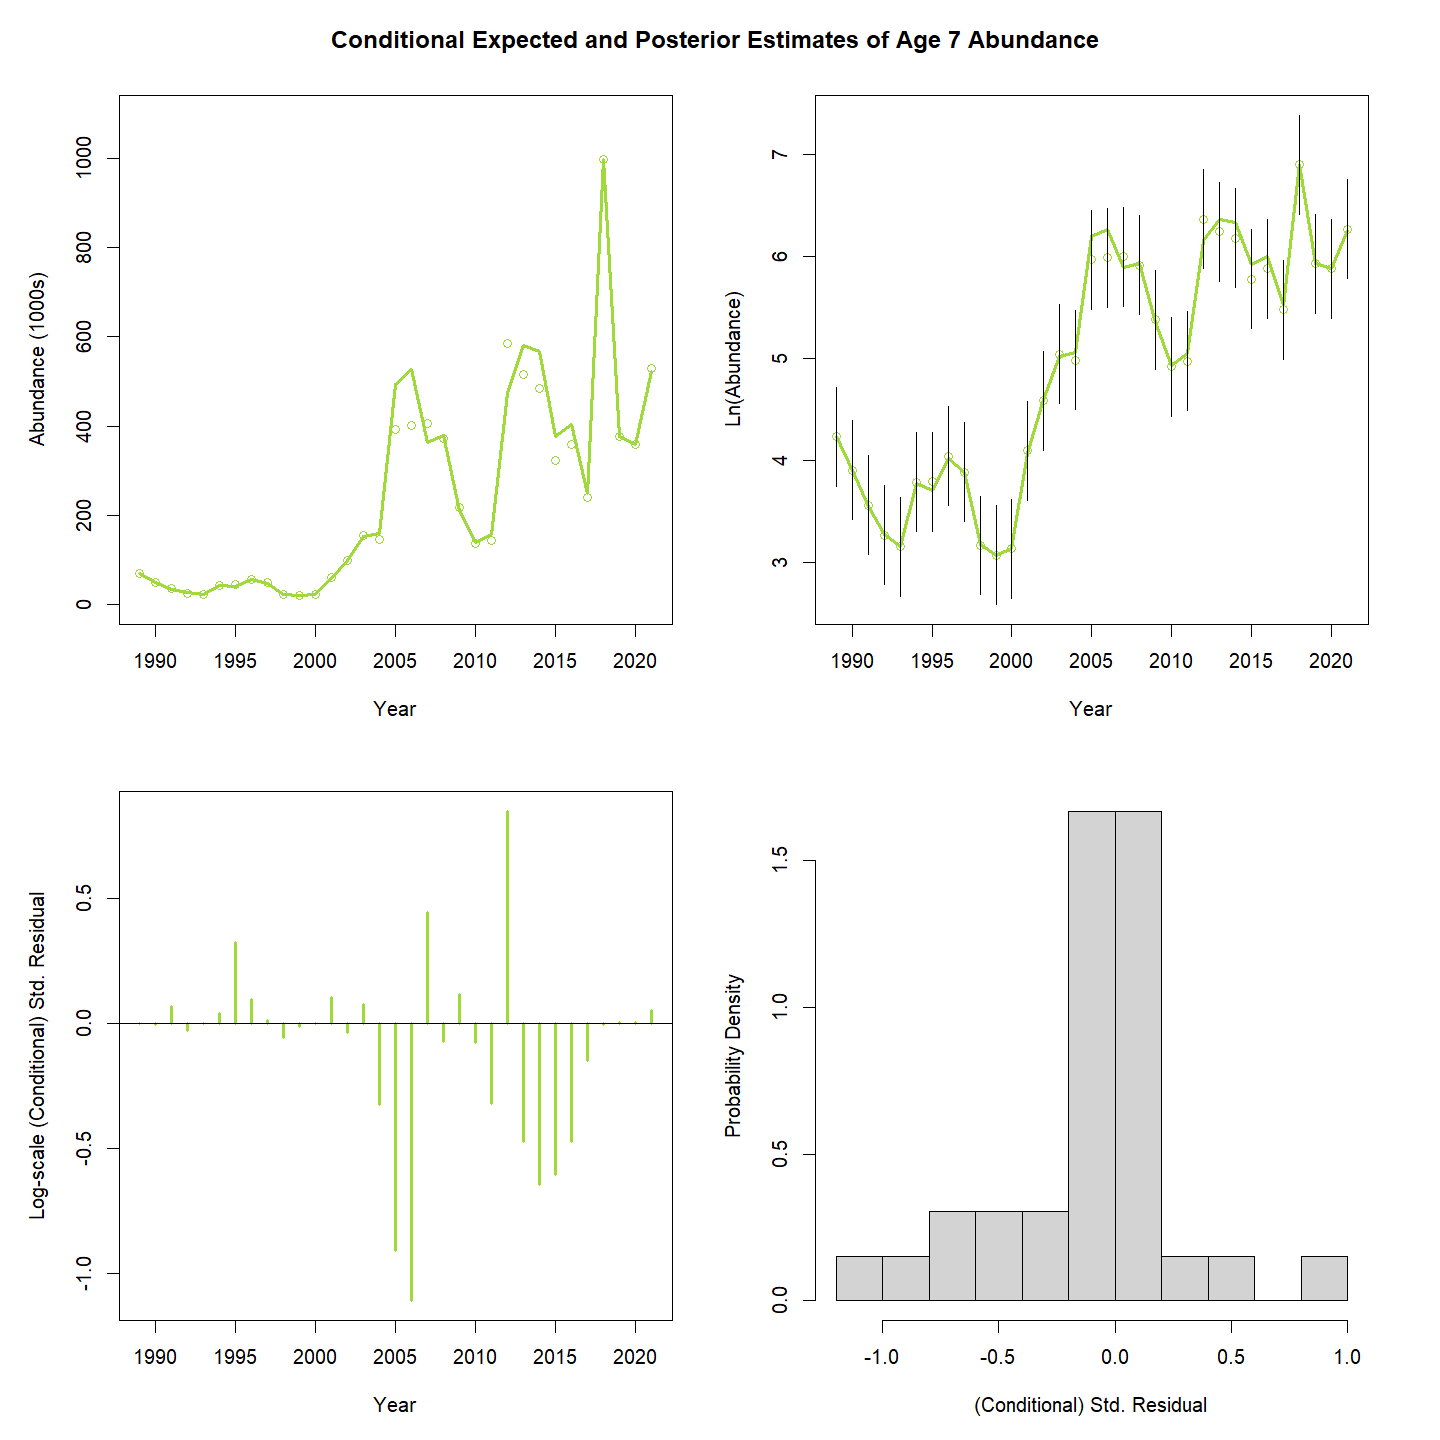 Conditional Expected and Posterior Estimates of Age 7 Abundance
Abundance (1000s)
1000
800
600
400
200
0
1990 1995 2000 2005 2010 2015 2020
Year
Ln(Abundance)
7
6
5
4
3
1990 1995 2000 2005 2010 2015 2020
Year
Log-scale (Conditional) Std. Residual
0.5
0.0
-0.5
-1.0
1990 1995 2000 2005 2010 2015 2020
Year
Probability Density
1.5
1.0
0.5
0.0
-1.0 -0.5 0.0 0.5 1.0
(Conditional) Std. Residual